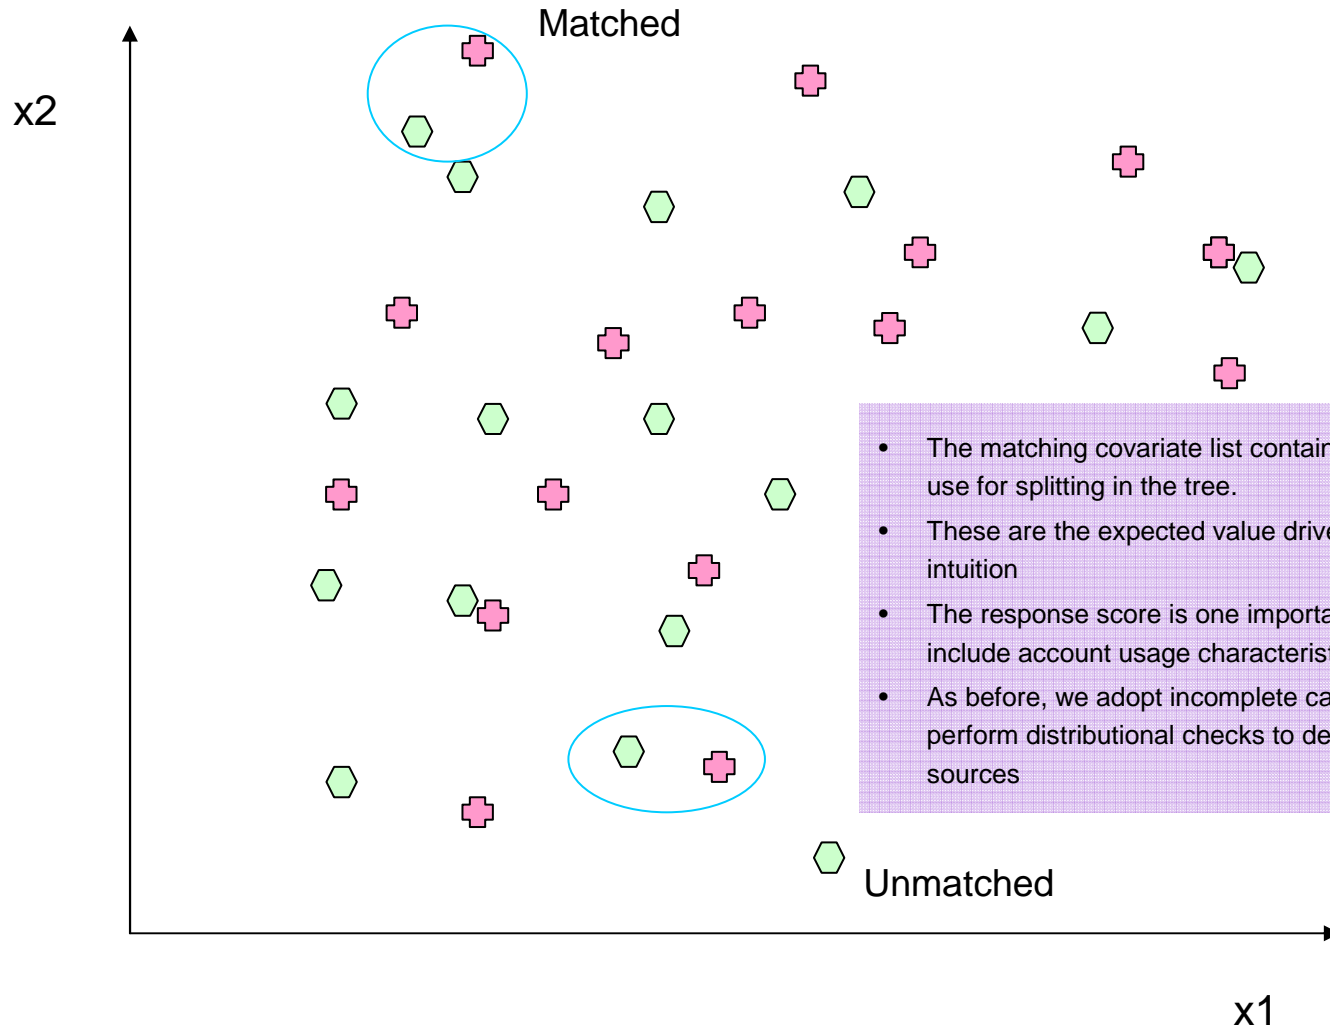 Matched
x2
• The matching covariate list contain
use for splitting in the tree.
• These are the expected value drive
intuition
• The response score is one importa
include account usage characterist
• As before, we adopt incomplete ca
perform distributional checks to de
sources
Unmatched
x1